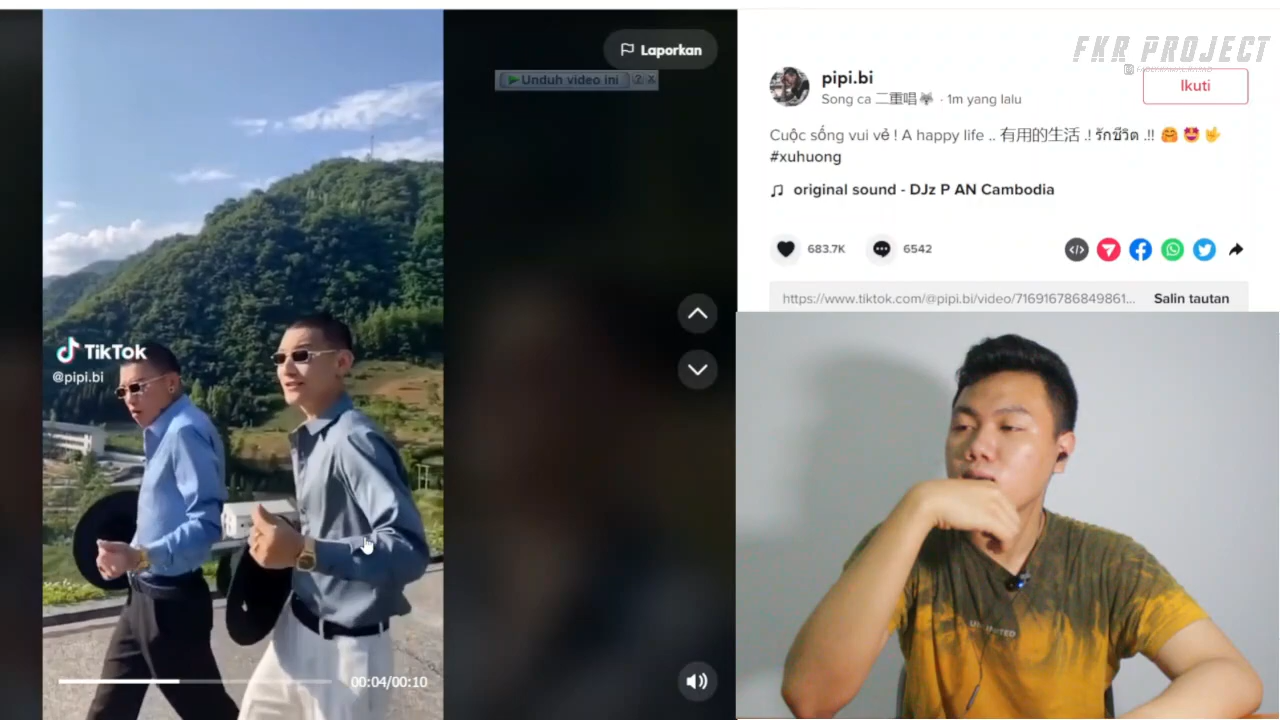 Laporkan
Unduh video ini
? X
TikTok
@pipi.bi
00:04/00:10
FKR PROJECT
pipi.bi
Song ca 二重唱 · 1m yang lalu
Ikuti
Cuộc sống vui vẻ ! A happy life .. 有用的生活 .! รักชีวิต .!!
#xuhuong
original sound - DJz P AN Cambodia
683.7K
6542
https://www.tiktok.com/@pipi.bi/video/716916786849861...
Salin tautan